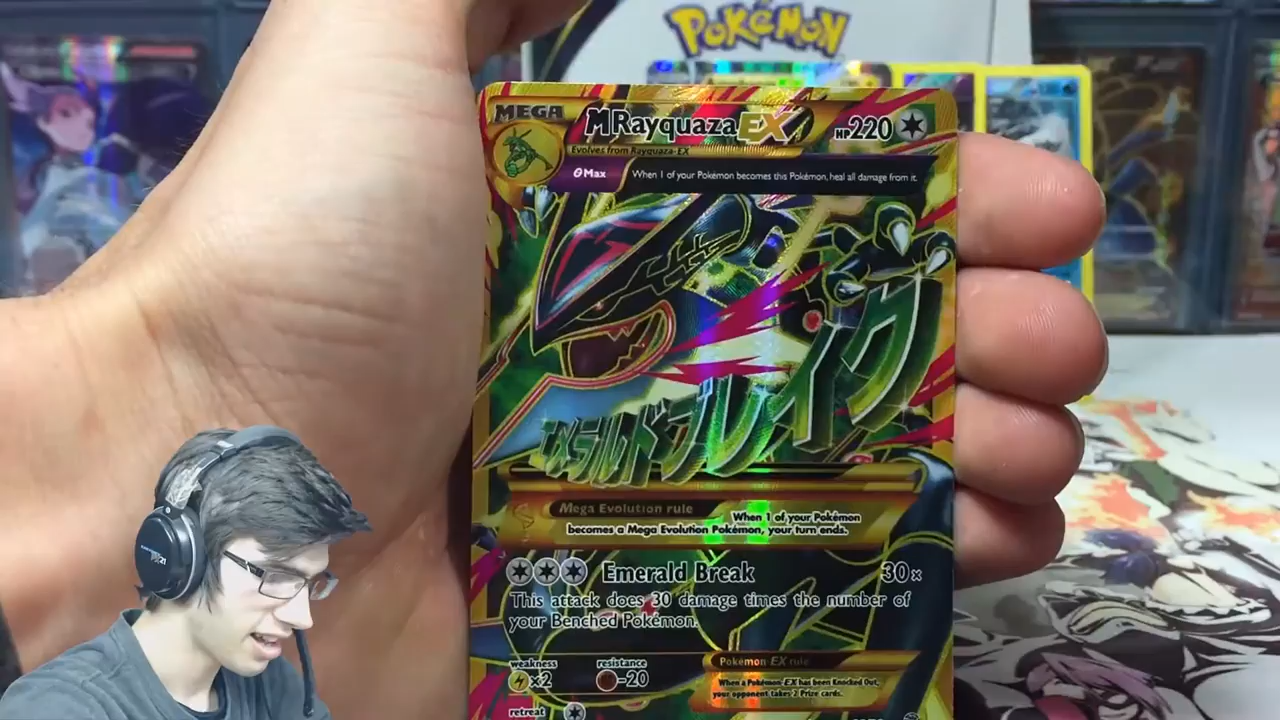 POKéMON
MEGA
MRayquaza EX
HP220
Evolves from Rayquaza-EX
θMax
When 1 of your Pokémon becomes this Pokémon, heal all damage from it.
エメラルドブレイク
Mega Evolution rule
When 1 of your Pokémon
becomes a Mega Evolution Pokémon, your turn ends.
Emerald Break 30×
This attack does 30 damage times the number of
your Benched Pokémon.
weakness
×2
resistance
-20
Pokémon EX rule
When a Pokémon-EX has been Knocked Out,
your opponent takes 2 Prize cards.
retreat